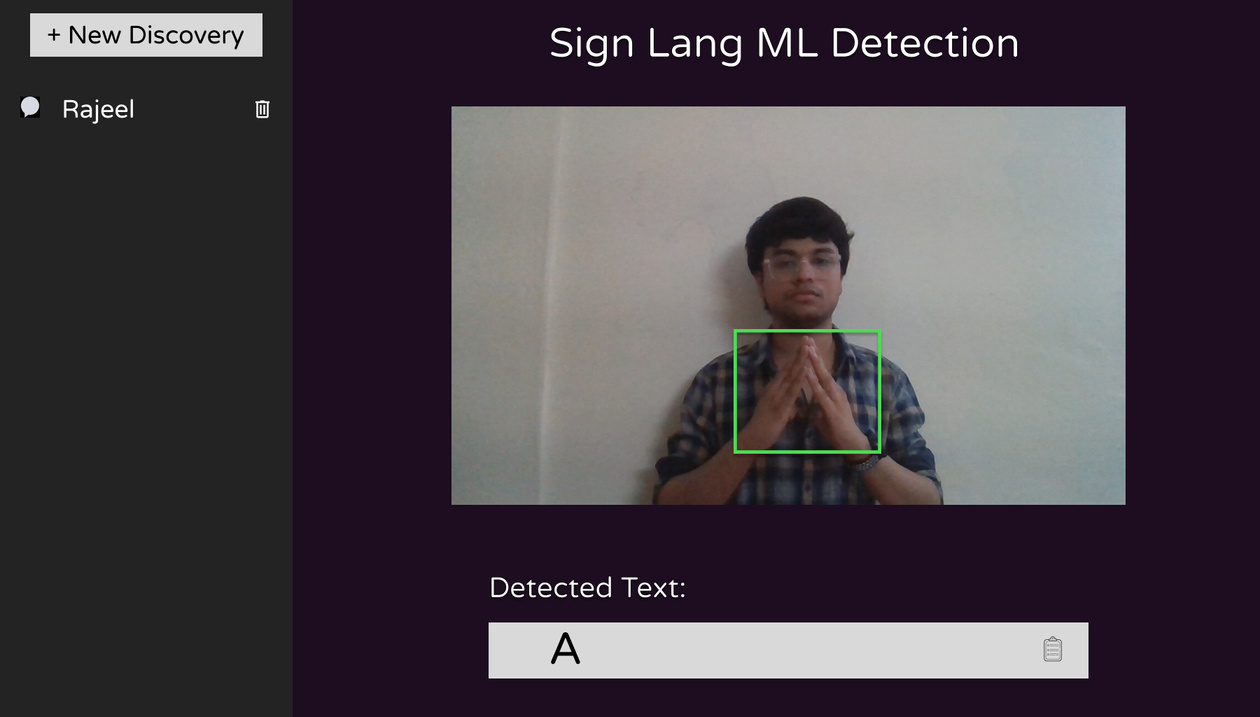 + New Discovery
Rajeel
Sign Lang ML Detection
Detected Text:
A